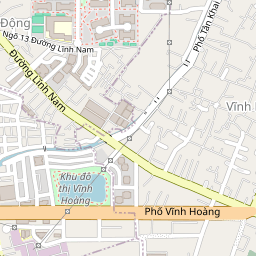 Động
Ngõ 13 Đường Lĩnh Nam
Đường Lĩnh Nam
Phố Tân Khai
Vĩnh
Khu đô
thị Vĩnh
Hoàng
Phố Vĩnh Hoàng